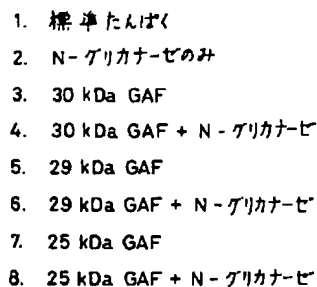 1. 標準たんぱく
2. N-グリカナーゼのみ
3. 30 kDa GAF
4. 30 kDa GAF + N-グリカナーゼ
5. 29 kDa GAF
6. 29 kDa GAF + N-グリカナーゼ
7. 25 kDa GAF
8. 25 kDa GAF + N-グリカナーゼ